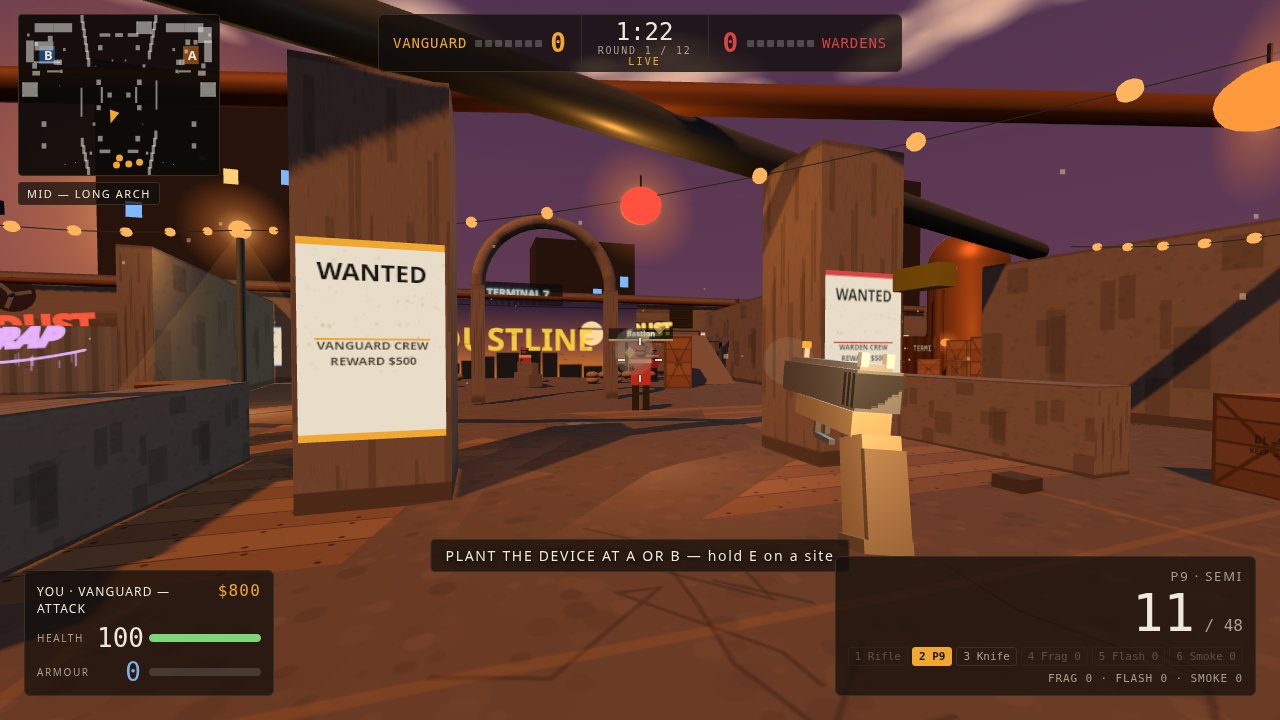 B
A
MID — LONG ARCH
VANGUARD
0
1:22
ROUND 1 / 12
LIVE
0
WARDENS
WANTED
VANGUARD CREW
REWARD $500
TERMINAL 7
DUST
STLINE
Bastion
WANTED
WARDEN CREW
TERMI
PLANT THE DEVICE AT A OR B — hold E on a site
YOU · VANGUARD — ATTACK
$800
HEALTH 100
ARMOUR 0
P9 · SEMI
11 / 48
1 Rifle
2 P9
3 Knife
4 Frag 0
5 Flash 0
6 Smoke 0
FRAG 0 · FLASH 0 · SMOKE 0